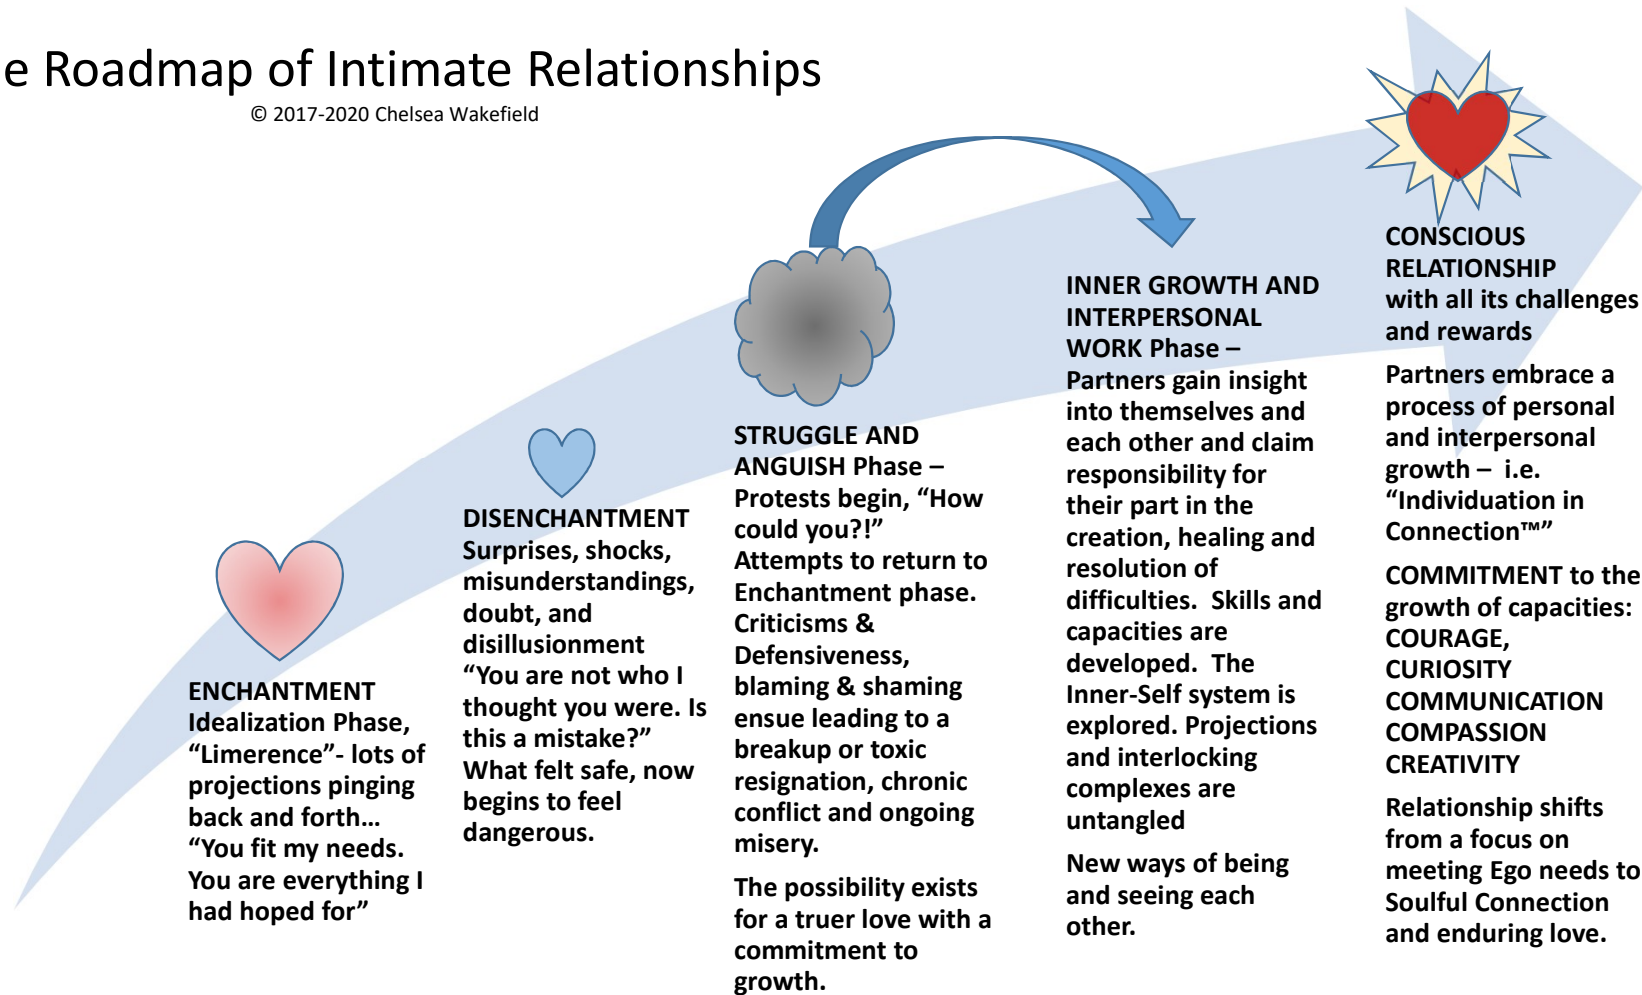 e Roadmap of Intimate Relationships
© 2017-2020 Chelsea Wakefield
ENCHANTMENT
Idealization Phase,
“Limerence”- lots of
projections pinging
back and forth…
“You fit my needs.
You are everything I
had hoped for”
DISENCHANTMENT
Surprises, shocks,
misunderstandings,
doubt, and
disillusionment
“You are not who I
thought you were. Is
this a mistake?”
What felt safe, now
begins to feel
dangerous.
STRUGGLE AND
ANGUISH Phase –
Protests begin, “How
could you?!”
Attempts to return to
Enchantment phase.
Criticisms &
Defensiveness,
blaming & shaming
ensue leading to a
breakup or toxic
resignation, chronic
conflict and ongoing
misery.
The possibility exists
for a truer love with a
commitment to
growth.
INNER GROWTH AND
INTERPERSONAL
WORK Phase –
Partners gain insight
into themselves and
each other and claim
responsibility for
their part in the
creation, healing and
resolution of
difficulties.  Skills and
capacities are
developed.  The
Inner-Self system is
explored. Projections
and interlocking
complexes are
untangled
New ways of being
and seeing each
other.
CONSCIOUS
RELATIONSHIP
with all its challenges
and rewards
Partners embrace a
process of personal
and interpersonal
growth –  i.e.
“Individuation in
Connection™”
COMMITMENT to the
growth of capacities:
COURAGE,
CURIOSITY
COMMUNICATION
COMPASSION
CREATIVITY
Relationship shifts
from a focus on
meeting Ego needs to
Soulful Connection
and enduring love.